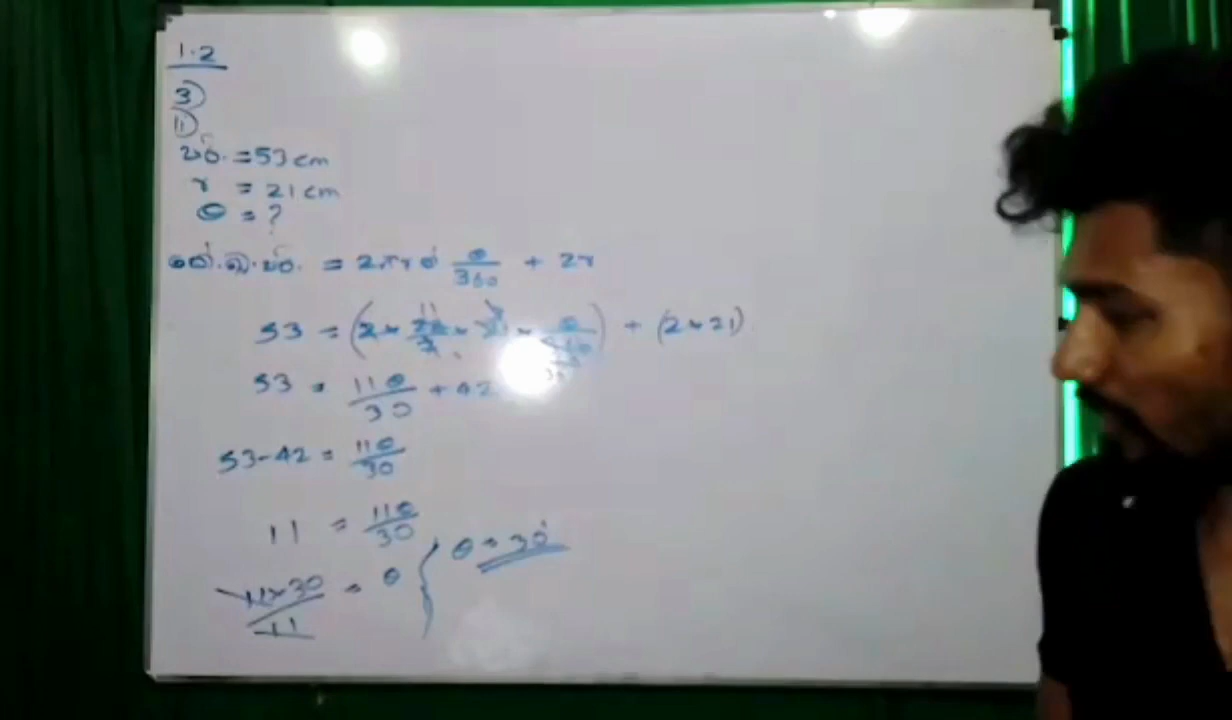 1.2
3
ii
පරි. = 53 cm
r = 21 cm
θ = ?
කේ.ඛ.පරි. = 2πr × θ/360 + 2r
53 = (2 × 22/7 × 21 × θ/360) + (2 × 21)
53 = 11θ/30 + 42
53 - 42 = 11θ/30
11 = 11θ/30
11 × 30/11 = θ
θ = 30°